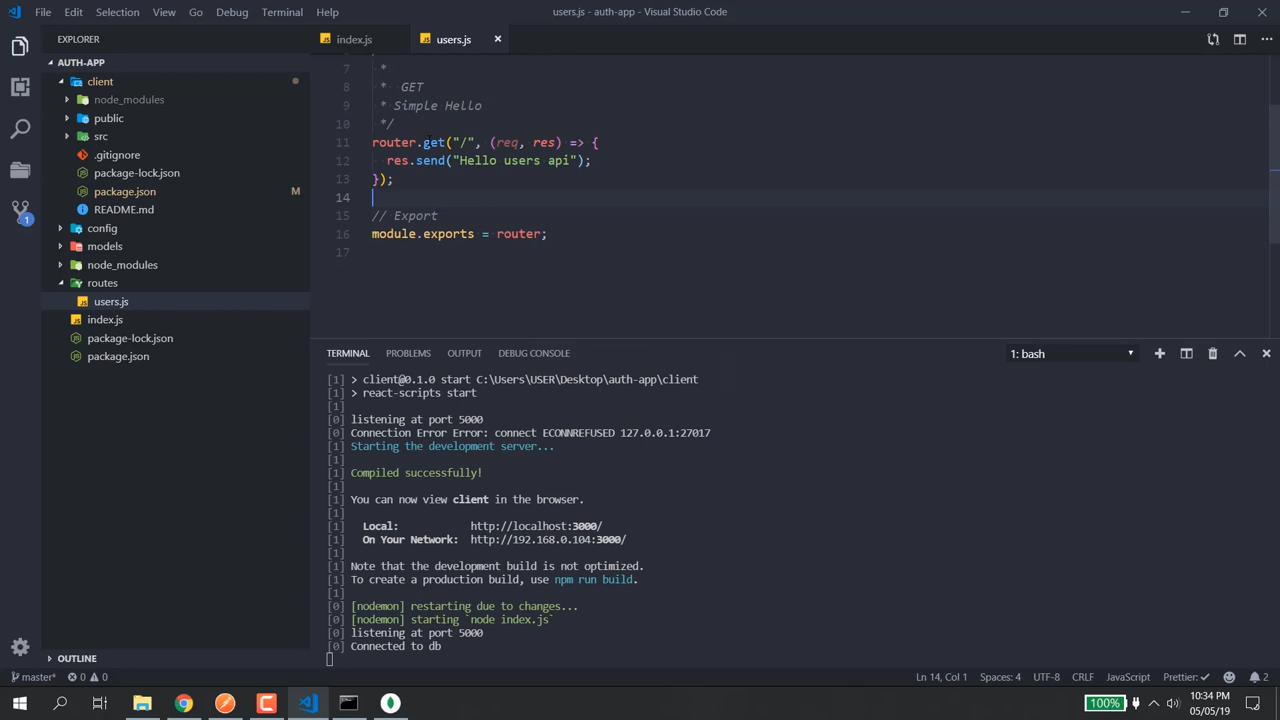 File Edit Selection View Go Debug Terminal Help
users.js - auth-app - Visual Studio Code
EXPLORER
index.js
users.js
AUTH-APP
client
node_modules
public
src
.gitignore
package-lock.json
package.json M
README.md
config
models
node_modules
routes
users.js
index.js
package-lock.json
package.json
OUTLINE
7 *
8 * GET
9 * Simple Hello
10 */
11 router.get("/", (req, res) => {
12 res.send("Hello users api");
13 });
14
15 // Export
16 module.exports = router;
17
TERMINAL PROBLEMS OUTPUT DEBUG CONSOLE
1: bash
[1] > client@0.1.0 start C:\Users\USER\Desktop\auth-app\client
[1] > react-scripts start
[1]
[0] listening at port 5000
[0] Connection Error Error: connect ECONNREFUSED 127.0.0.1:27017
[1] Starting the development server...
[1]
[1] Compiled successfully!
[1]
[1] You can now view client in the browser.
[1]
[1] Local: http://localhost:3000/
[1] On Your Network: http://192.168.0.104:3000/
[1]
[1] Note that the development build is not optimized.
[1] To create a production build, use npm run build.
[1]
[0] [nodemon] restarting due to changes...
[0] [nodemon] starting `node index.js`
[0] listening at port 5000
[0] Connected to db
1
master* 0 0
Ln 14, Col 1 Spaces: 4 UTF-8 CRLF JavaScript Prettier: ✓ 2
100%
10:34 PM
05/05/19